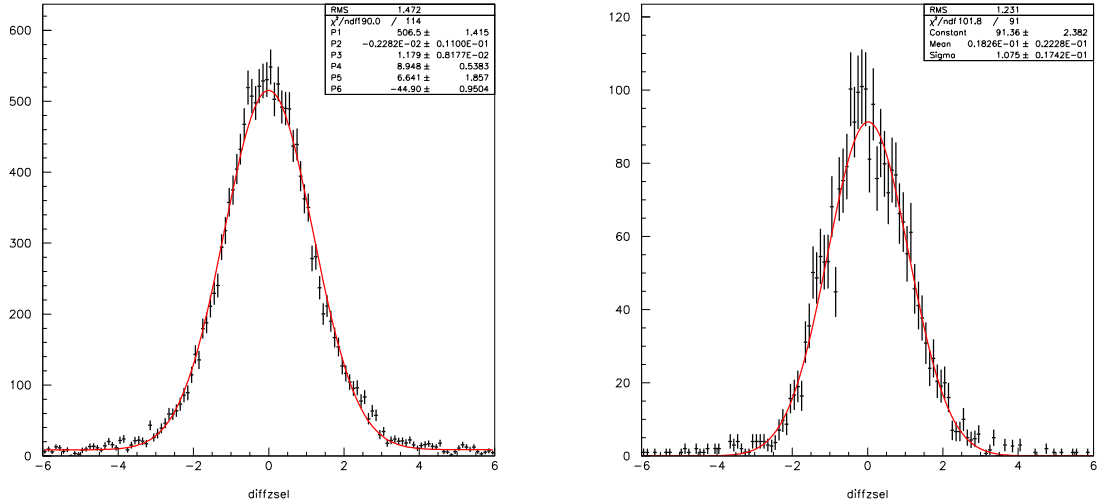 RMS 1.472
χ²/ndf190.0 / 114
P1 506.5 ± 1.415
P2 -0.2282E-02 ± 0.1100E-01
P3 1.179 ± 0.8177E-02
P4 8.948 ± 0.5383
P5 6.641 ± 1.857
P6 -44.90 ± 0.9504
600
500
400
300
200
100
0
-6 -4 -2 0 2 4 6
diffzsel
RMS 1.231
χ²/ndf101.8 / 91
Constant 91.36 ± 2.382
Mean 0.1826E-01 ± 0.2228E-01
Sigma 1.075 ± 0.1742E-01
120
100
80
60
40
20
0
-6 -4 -2 0 2 4 6
diffzsel